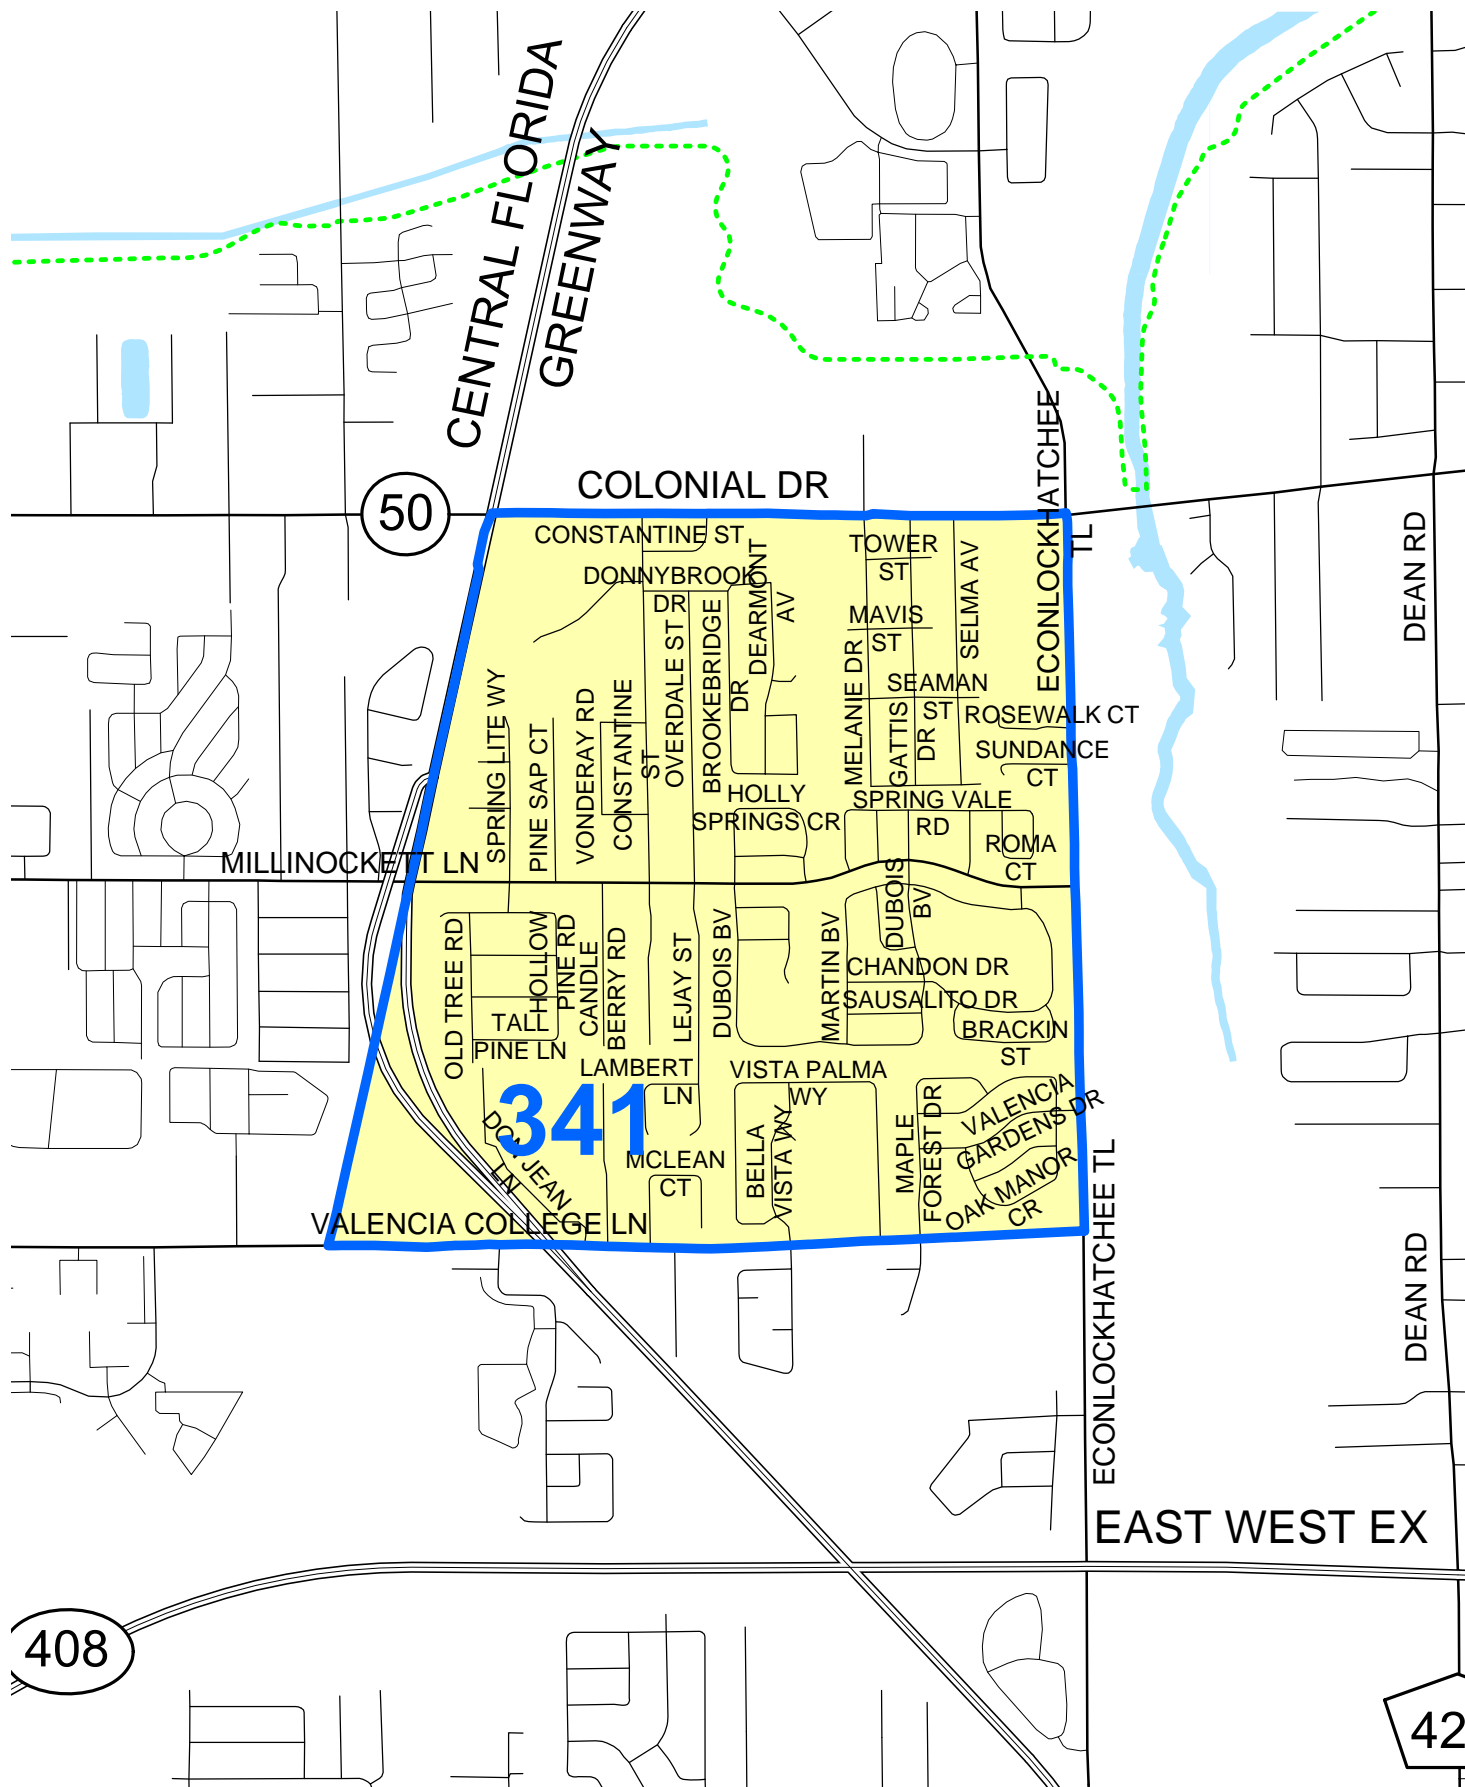 CENTRAL FLORIDA
GREENWAY
50
COLONIAL DR
ECONLOCKHATCHEE
TL
DEAN RD
CONSTANTINE ST
TOWER
ST
DONNYBROOK
DR
DEARMONT
AV
SELMA AV
MAVIS
ST
OVERDALE ST
BROOKEBRIDGE
DR
MELANIE DR
SEAMAN
ST
GATTIS
DR
ROSEWALK CT
SUNDANCE
CT
SPRING LITE WY
PINE SAP CT
VONDERAY RD
CONSTANTINE
ST
HOLLY
SPRINGS CR
SPRING VALE
RD
ROMA
CT
MILLINOCKETT LN
DUBOIS
BV
OLD TREE RD
HOLLOW
PINE RD
CANDLE
BERRY RD
LEJAY ST
DUBOIS BV
MARTIN BV
CHANDON DR
SAUSALITO DR
BRACKIN
ST
TALL
PINE LN
LAMBERT
LN
VISTA PALMA
WY
341
MAPLE
FOREST DR
VALENCIA
GARDENS DR
BELLA
VISTA WY
MCLEAN
CT
OAK MANOR
CR
JEAN
LN
VALENCIA COLLEGE LN
ECONLOCKHATCHEE TL
DEAN RD
EAST WEST EX
408
42